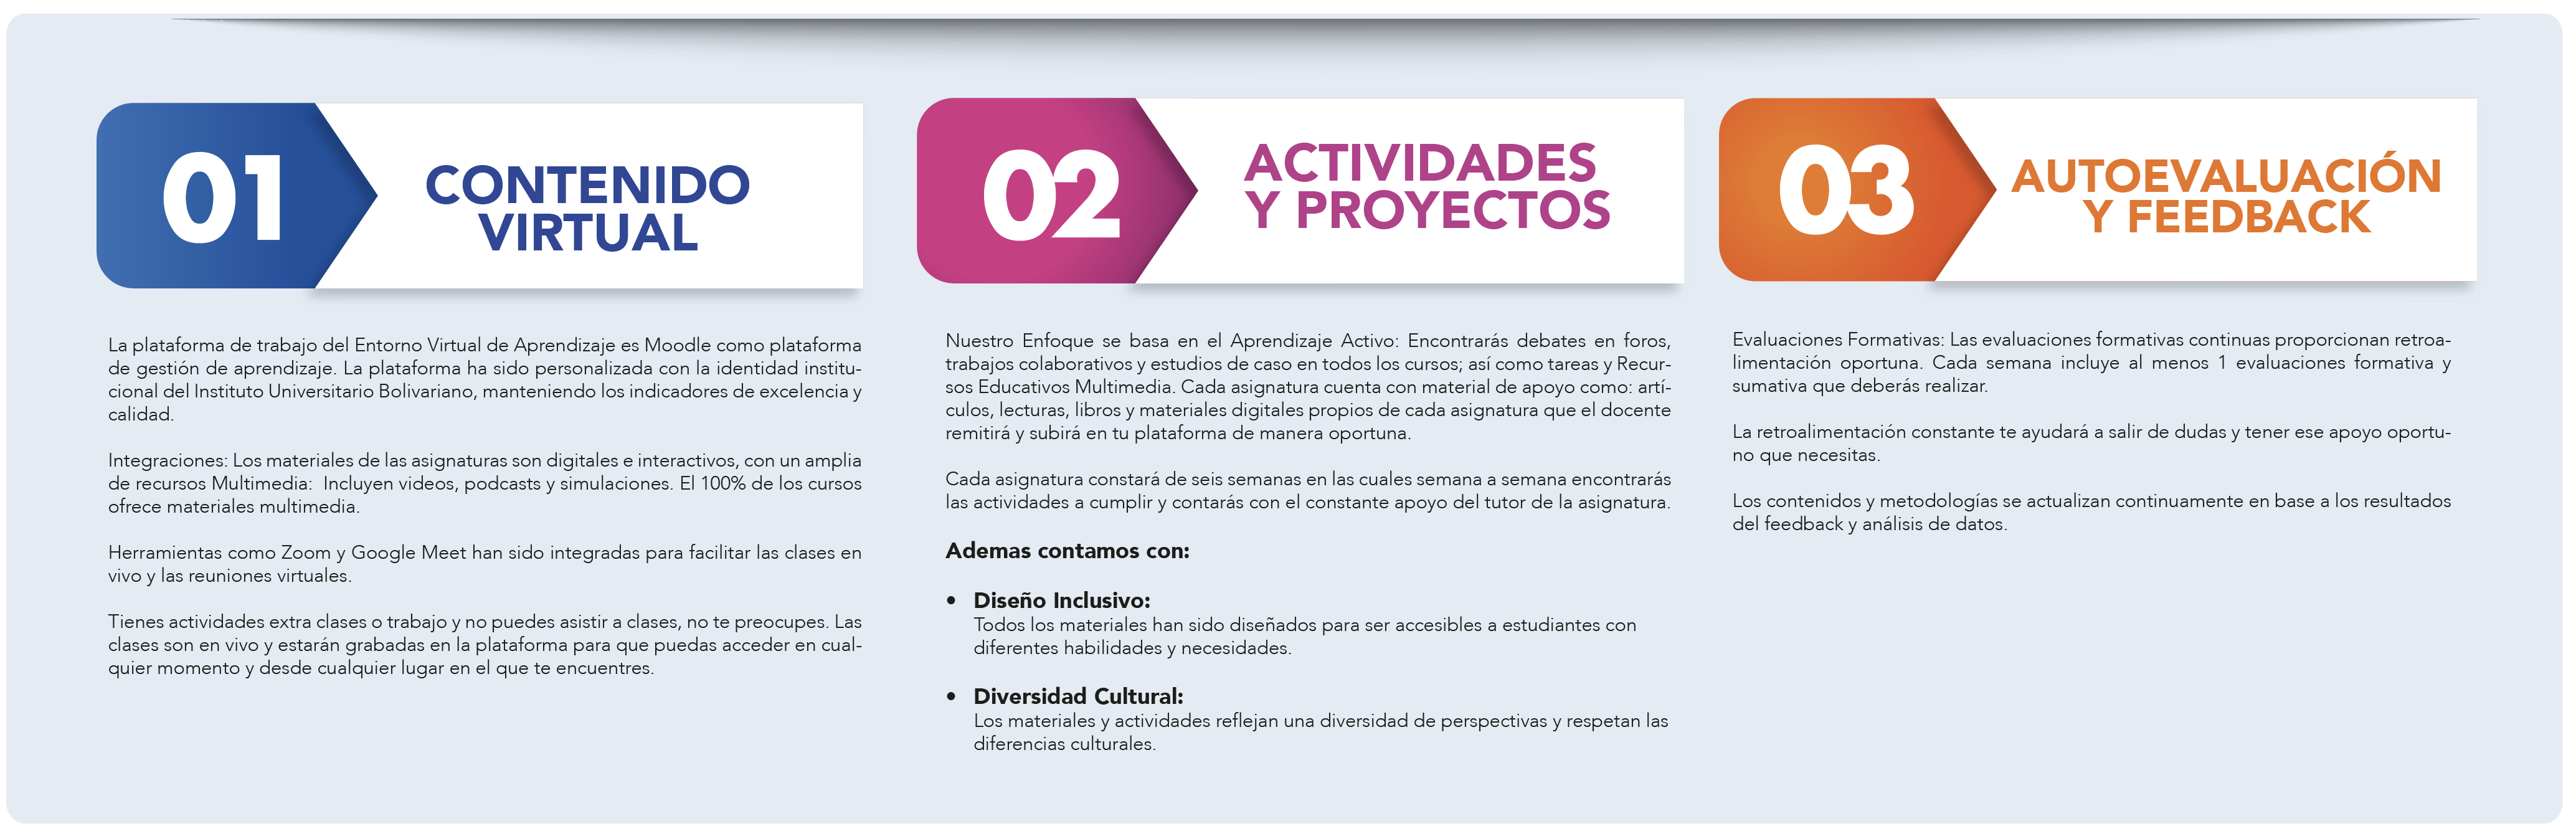 01
CONTENIDO
VIRTUAL
La plataforma de trabajo del Entorno Virtual de Aprendizaje es Moodle como plataforma
de gestión de aprendizaje. La plataforma ha sido personalizada con la identidad institu-
cional del Instituto Universitario Bolivariano, manteniendo los indicadores de excelencia y
calidad.
Integraciones: Los materiales de las asignaturas son digitales e interactivos, con un amplia
de recursos Multimedia:  Incluyen videos, podcasts y simulaciones. El 100% de los cursos
ofrece materiales multimedia.
Herramientas como Zoom y Google Meet han sido integradas para facilitar las clases en
vivo y las reuniones virtuales.
Tienes actividades extra clases o trabajo y no puedes asistir a clases, no te preocupes. Las
clases son en vivo y estarán grabadas en la plataforma para que puedas acceder en cual-
quier momento y desde cualquier lugar en el que te encuentres.
02
ACTIVIDADES
Y PROYECTOS
Nuestro Enfoque se basa en el Aprendizaje Activo: Encontrarás debates en foros,
trabajos colaborativos y estudios de caso en todos los cursos; así como tareas y Recur-
sos Educativos Multimedia. Cada asignatura cuenta con material de apoyo como: artí-
culos, lecturas, libros y materiales digitales propios de cada asignatura que el docente
remitirá y subirá en tu plataforma de manera oportuna.
Cada asignatura constará de seis semanas en las cuales semana a semana encontrarás
las actividades a cumplir y contarás con el constante apoyo del tutor de la asignatura.
Ademas contamos con:
• Diseño Inclusivo:
Todos los materiales han sido diseñados para ser accesibles a estudiantes con
diferentes habilidades y necesidades.
• Diversidad Cultural:
Los materiales y actividades reflejan una diversidad de perspectivas y respetan las
diferencias culturales.
03
AUTOEVALUACIÓN
Y FEEDBACK
Evaluaciones Formativas: Las evaluaciones formativas continuas proporcionan retroa-
limentación oportuna. Cada semana incluye al menos 1 evaluaciones formativa y
sumativa que deberás realizar.
La retroalimentación constante te ayudará a salir de dudas y tener ese apoyo oportu-
no que necesitas.
Los contenidos y metodologías se actualizan continuamente en base a los resultados
del feedback y análisis de datos.